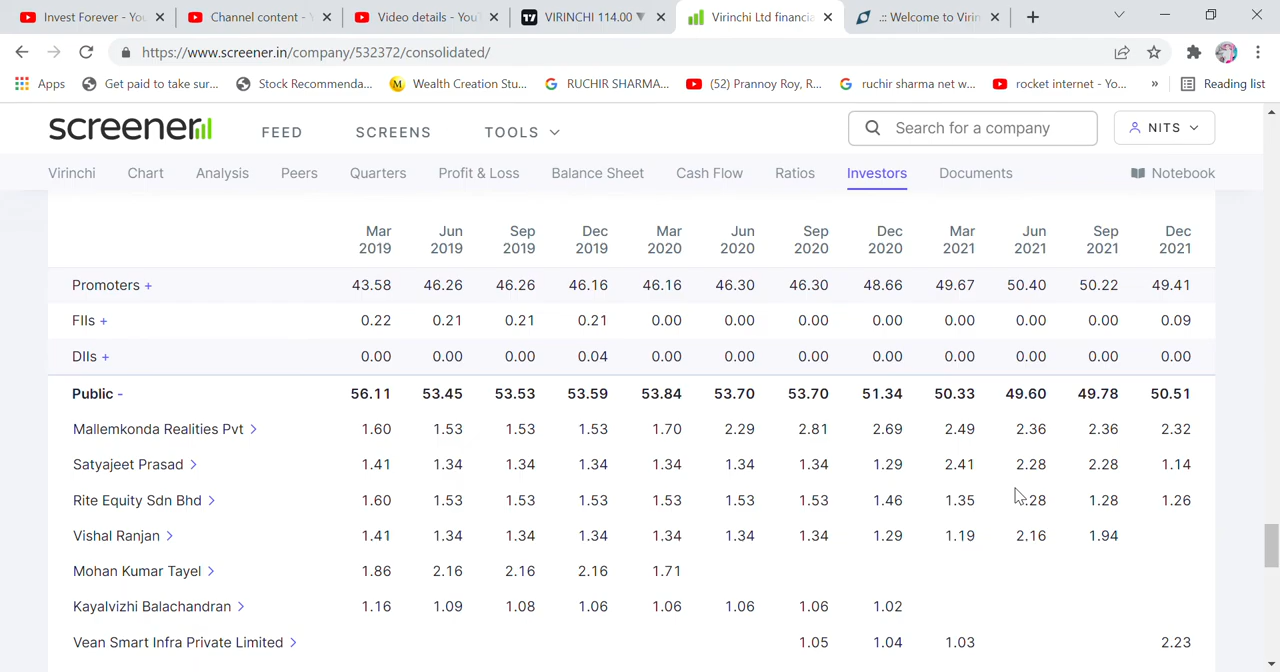 Invest Forever - You
Channel content -
Video details - YouT
VIRINCHI 114.00 ▼
Virinchi Ltd financia
.:: Welcome to Virin
https://www.screener.in/company/532372/consolidated/
Apps
Get paid to take sur...
Stock Recommenda...
Wealth Creation Stu...
RUCHIR SHARMA...
(52) Prannoy Roy, R...
ruchir sharma net w...
rocket internet - Yo...
»
Reading list
screener
FEED
SCREENS
TOOLS
Search for a company
NITS
Virinchi
Chart
Analysis
Peers
Quarters
Profit & Loss
Balance Sheet
Cash Flow
Ratios
Investors
Documents
Notebook
Mar Jun Sep Dec Mar Jun Sep Dec Mar Jun Sep Dec
2019 2019 2019 2019 2020 2020 2020 2020 2021 2021 2021 2021
Promoters + 43.58 46.26 46.26 46.16 46.16 46.30 46.30 48.66 49.67 50.40 50.22 49.41
FIIs + 0.22 0.21 0.21 0.21 0.00 0.00 0.00 0.00 0.00 0.00 0.00 0.09
DIIs + 0.00 0.00 0.00 0.04 0.00 0.00 0.00 0.00 0.00 0.00 0.00 0.00
Public - 56.11 53.45 53.53 53.59 53.84 53.70 53.70 51.34 50.33 49.60 49.78 50.51
Mallemkonda Realities Pvt > 1.60 1.53 1.53 1.53 1.70 2.29 2.81 2.69 2.49 2.36 2.36 2.32
Satyajeet Prasad > 1.41 1.34 1.34 1.34 1.34 1.34 1.34 1.29 2.41 2.28 2.28 1.14
Rite Equity Sdn Bhd > 1.60 1.53 1.53 1.53 1.53 1.53 1.53 1.46 1.35 .28 1.28 1.26
Vishal Ranjan > 1.41 1.34 1.34 1.34 1.34 1.34 1.34 1.29 1.19 2.16 1.94
Mohan Kumar Tayel > 1.86 2.16 2.16 2.16 1.71
Kayalvizhi Balachandran > 1.16 1.09 1.08 1.06 1.06 1.06 1.06 1.02
Vean Smart Infra Private Limited > 1.05 1.04 1.03 2.23